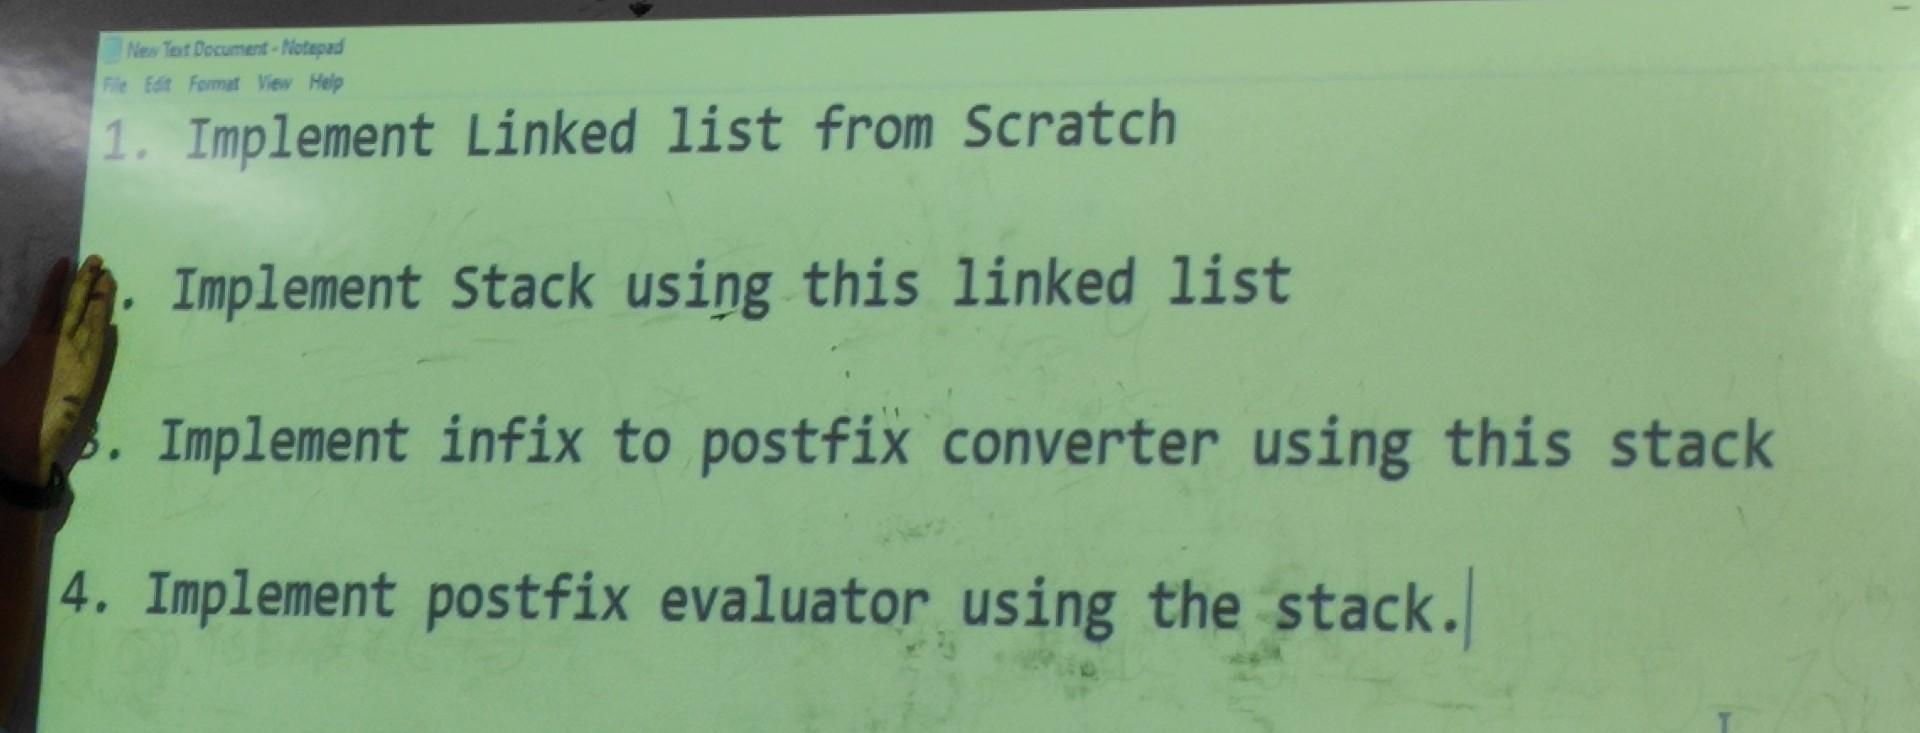 New Text Document - Notepad
File Edit Format View Help
1. Implement Linked list from Scratch
. Implement Stack using this linked list
3. Implement infix to postfix converter using this stack
4. Implement postfix evaluator using the stack.